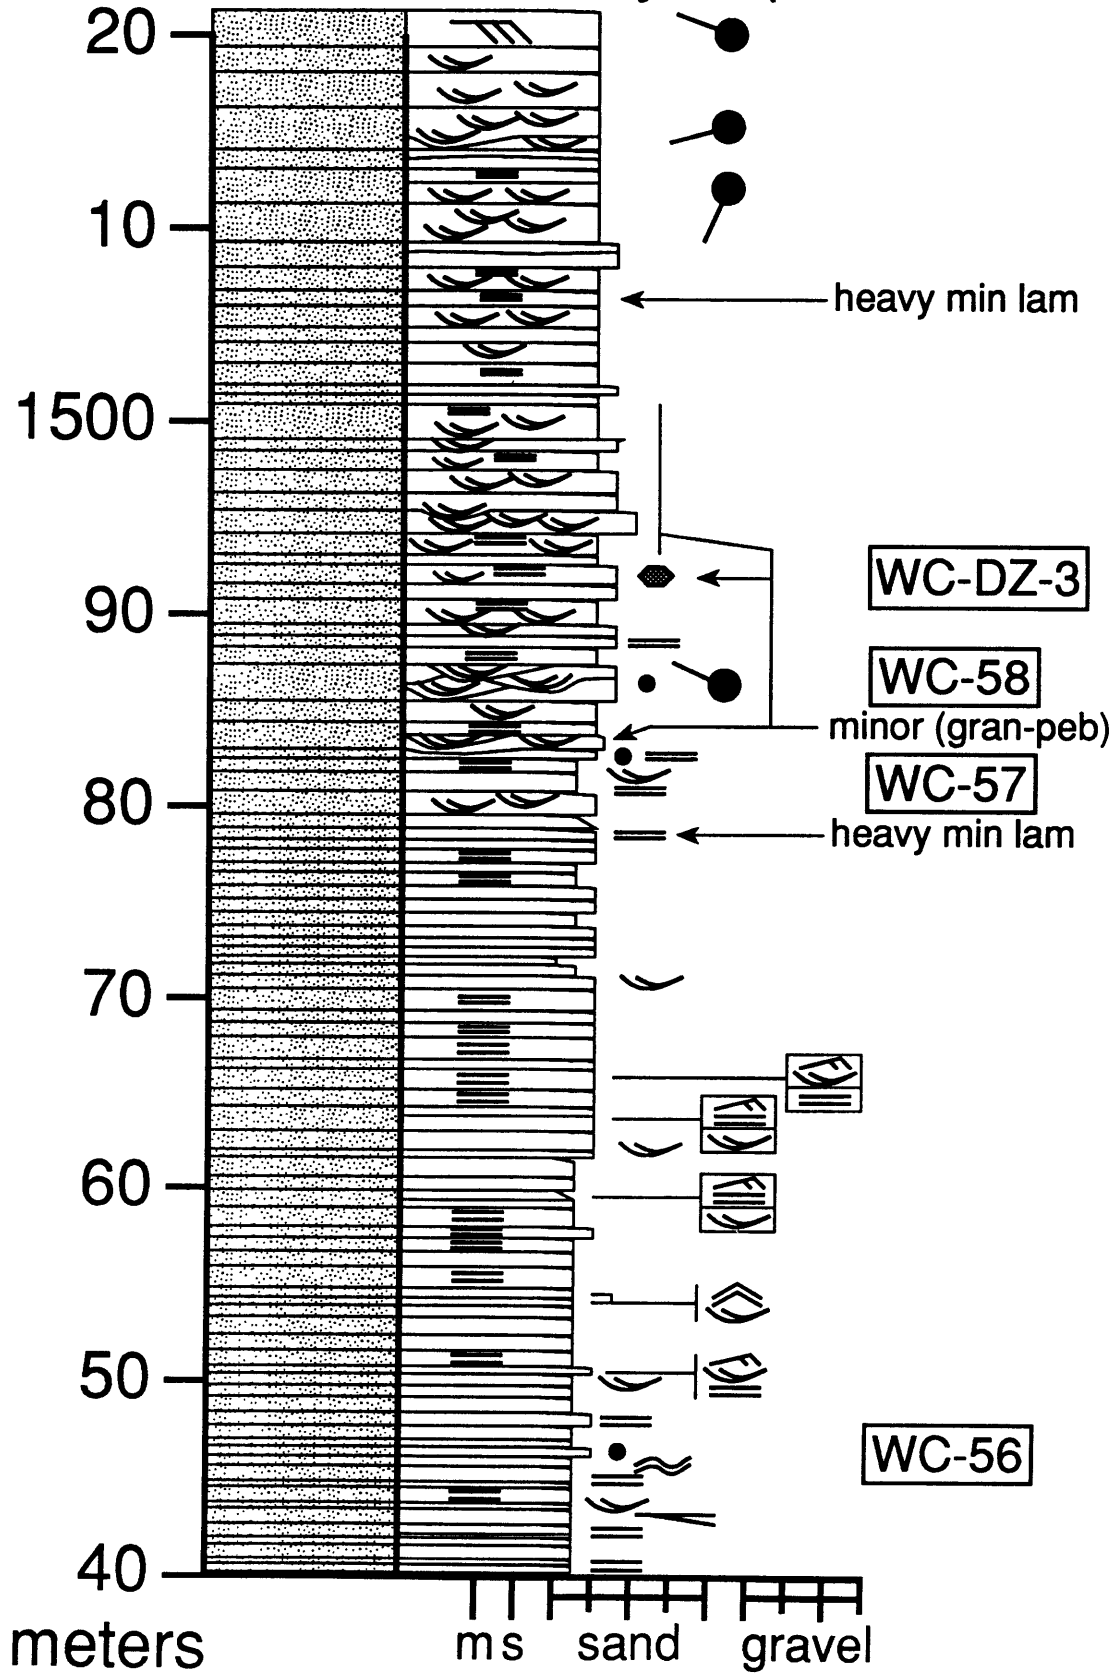 20
10
heavy min lam
1500
WC-DZ-3
90
WC-58
minor (gran-peb)
WC-57
80
heavy min lam
70
60
50
WC-56
40
meters
m s sand gravel